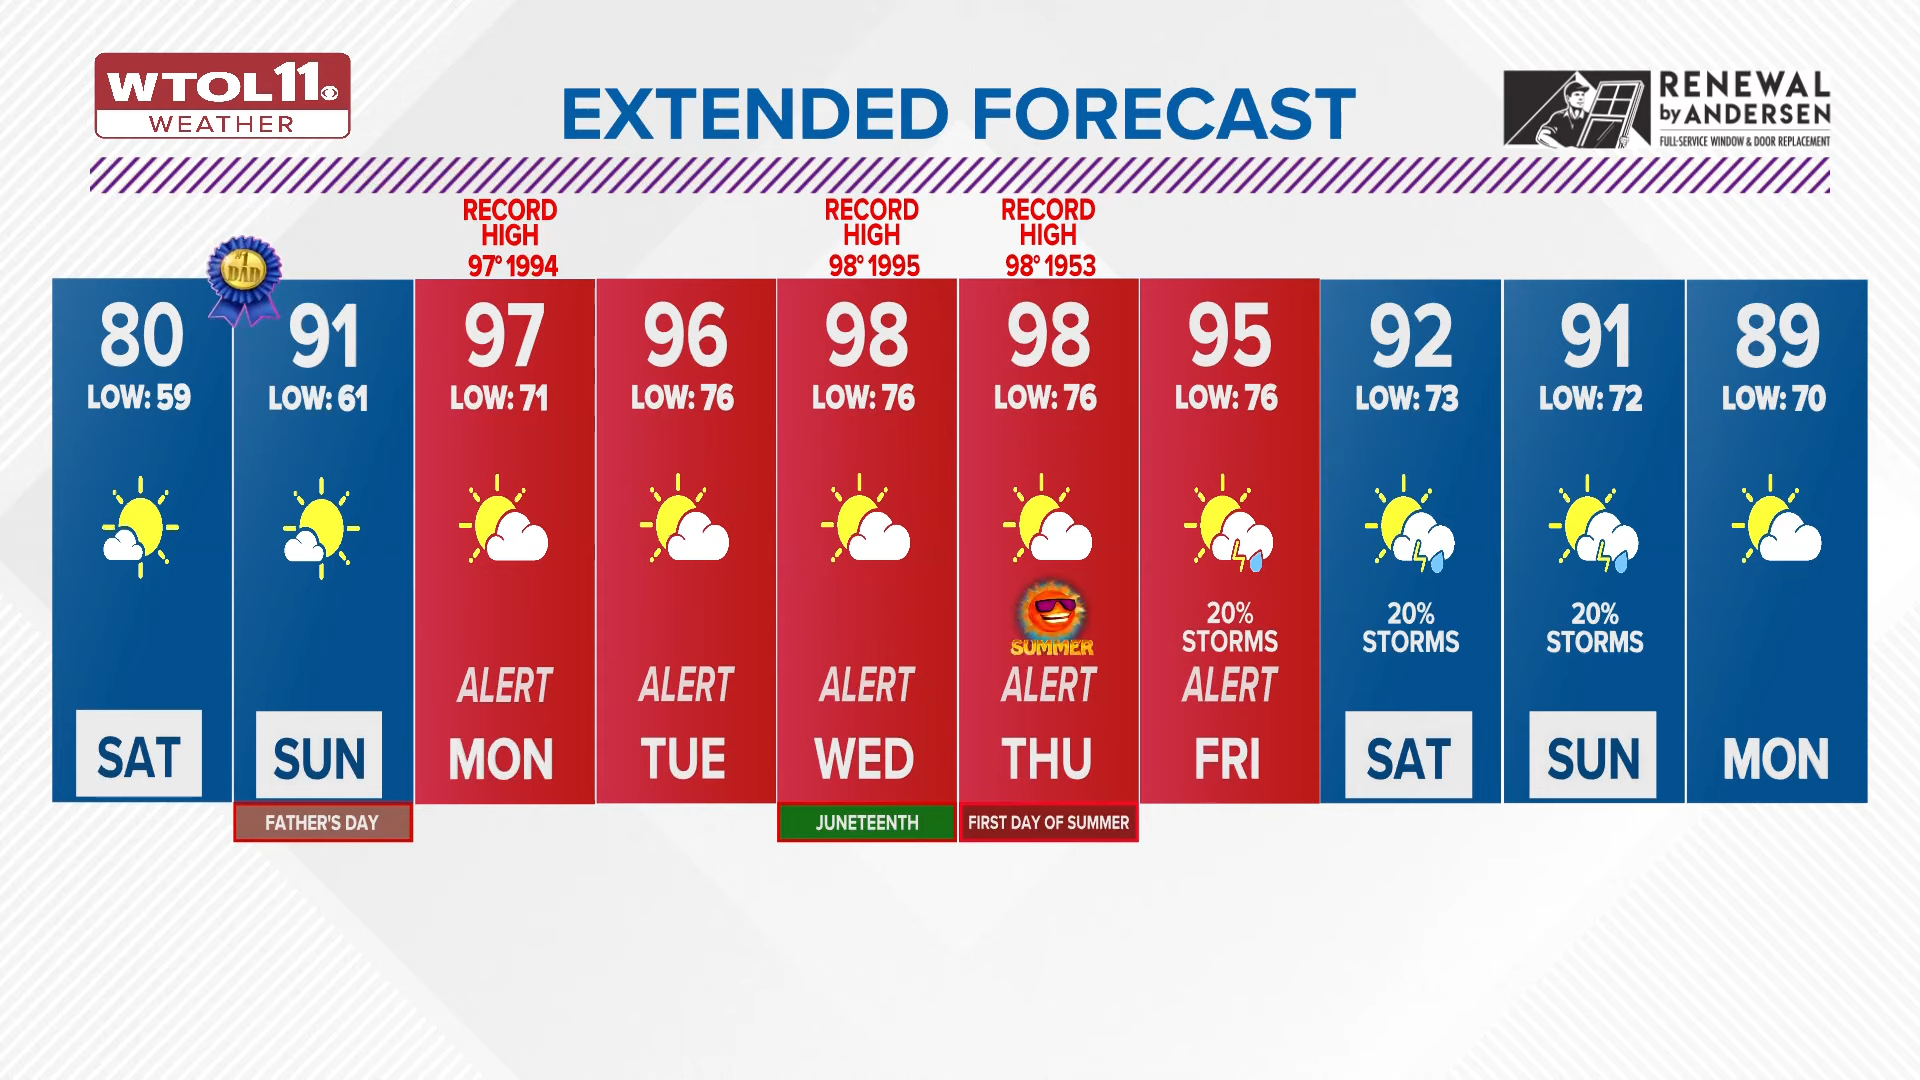 WTOL 11
WEATHER
EXTENDED FORECAST
RENEWAL
by ANDERSEN
FULL-SERVICE WINDOW & DOOR REPLACEMENT
RECORD
HIGH
97° 1994
RECORD
HIGH
98° 1995
RECORD
HIGH
98° 1953
#1
DAD
80
LOW: 59
SAT
91
LOW: 61
SUN
FATHER'S DAY
97
LOW: 71
ALERT
MON
96
LOW: 76
ALERT
TUE
98
LOW: 76
ALERT
WED
JUNETEENTH
98
LOW: 76
SUMMER
ALERT
THU
FIRST DAY OF SUMMER
95
LOW: 76
20%
STORMS
ALERT
FRI
92
LOW: 73
20%
STORMS
SAT
91
LOW: 72
20%
STORMS
SUN
89
LOW: 70
MON